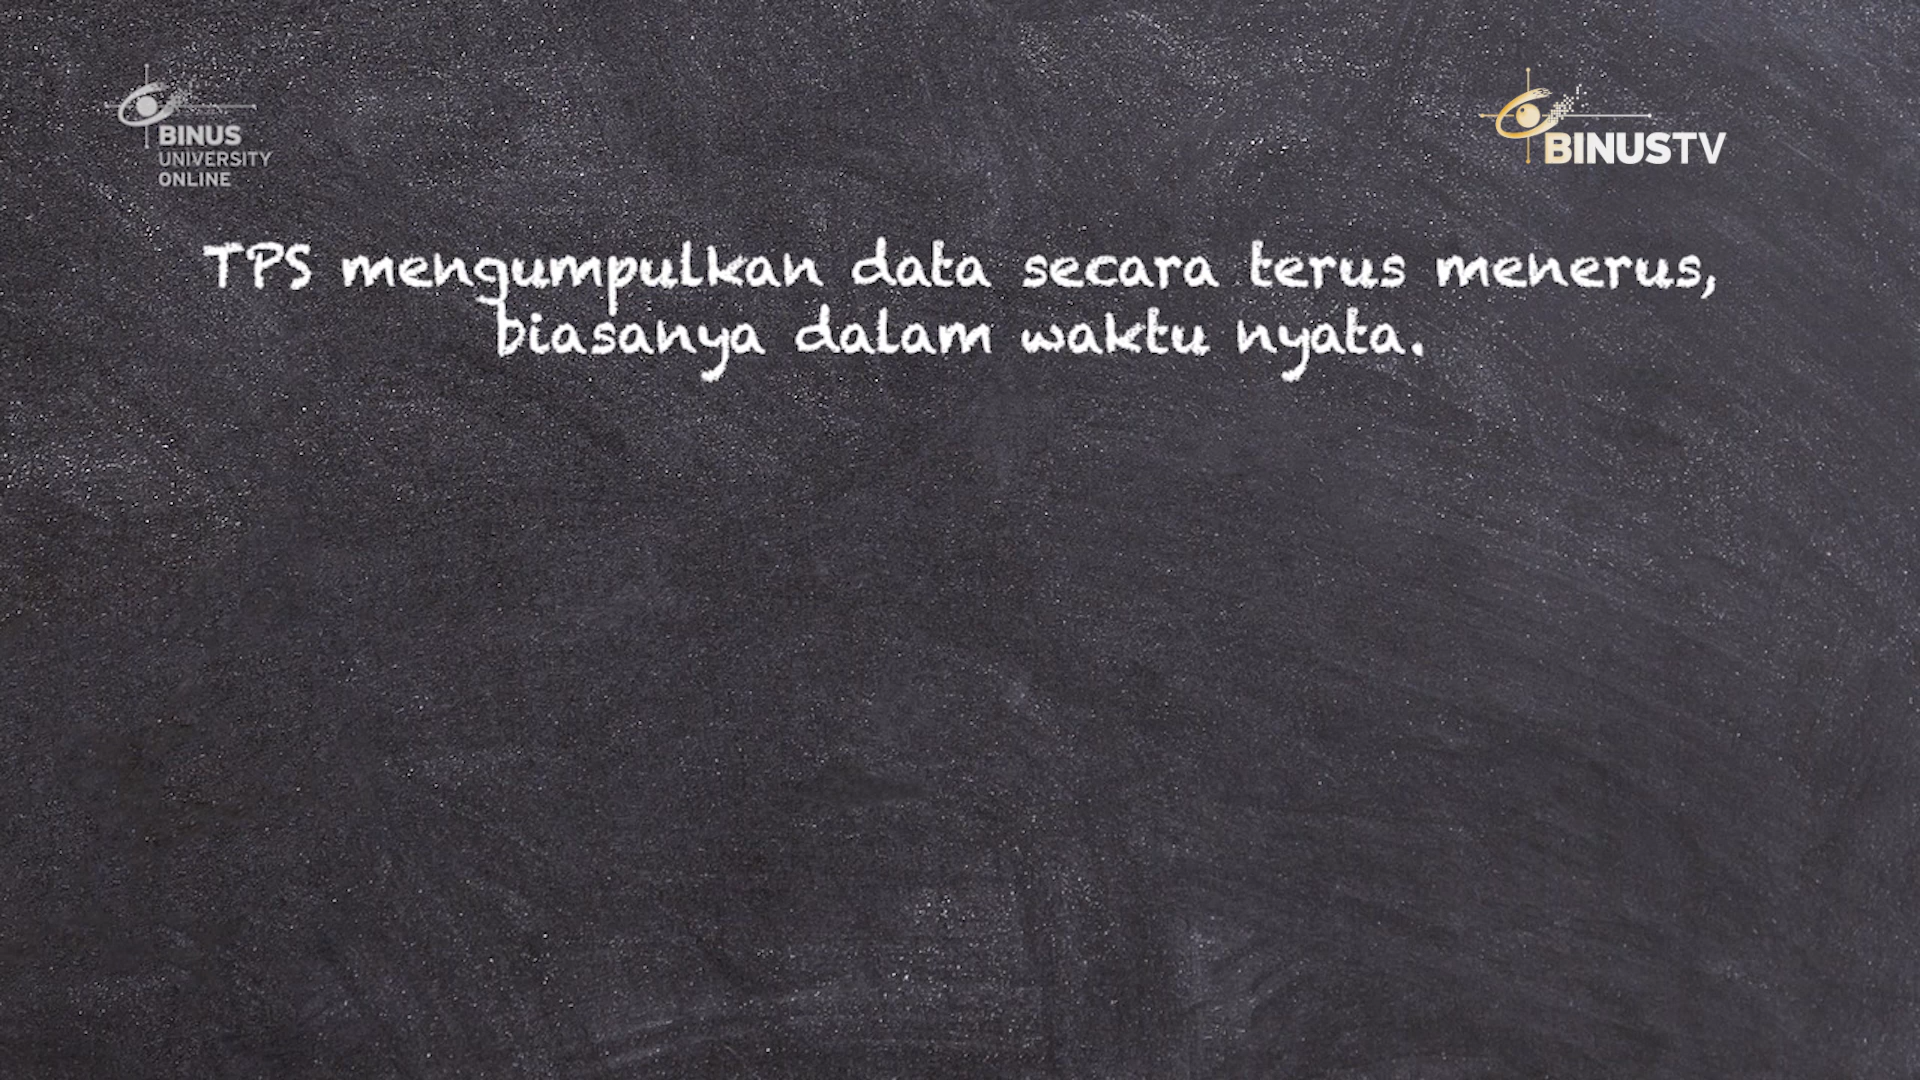 BINUS
UNIVERSITY
ONLINE
BINUSTV
TPS mengumpulkan data secara terus menerus,
biasanya dalam waktu nyata.